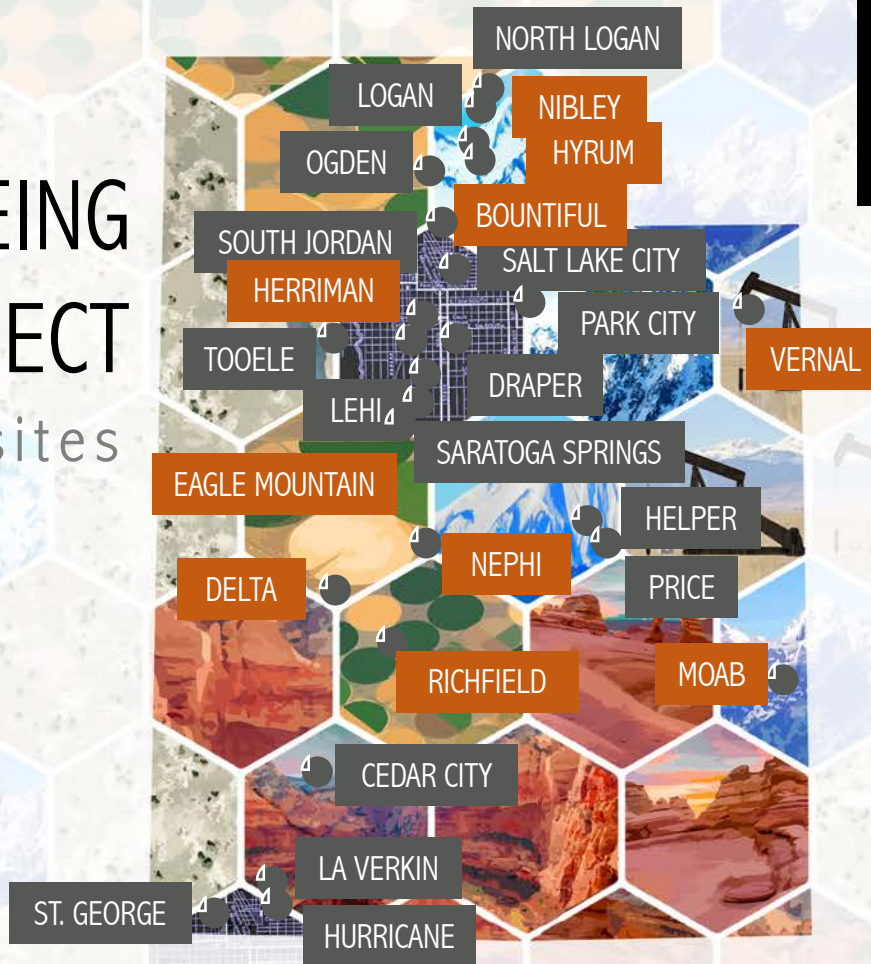 NORTH LOGAN
LOGAN
NIBLEY
HYRUM
OGDEN
EING
BOUNTIFUL
SOUTH JORDAN
SALT LAKE CITY
HERRIMAN
JECT
PARK CITY
TOOELE
VERNAL
DRAPER
LEHI
sites
SARATOGA SPRINGS
EAGLE MOUNTAIN
HELPER
NEPHI
DELTA
PRICE
RICHFIELD
MOAB
CEDAR CITY
LA VERKIN
ST. GEORGE
HURRICANE